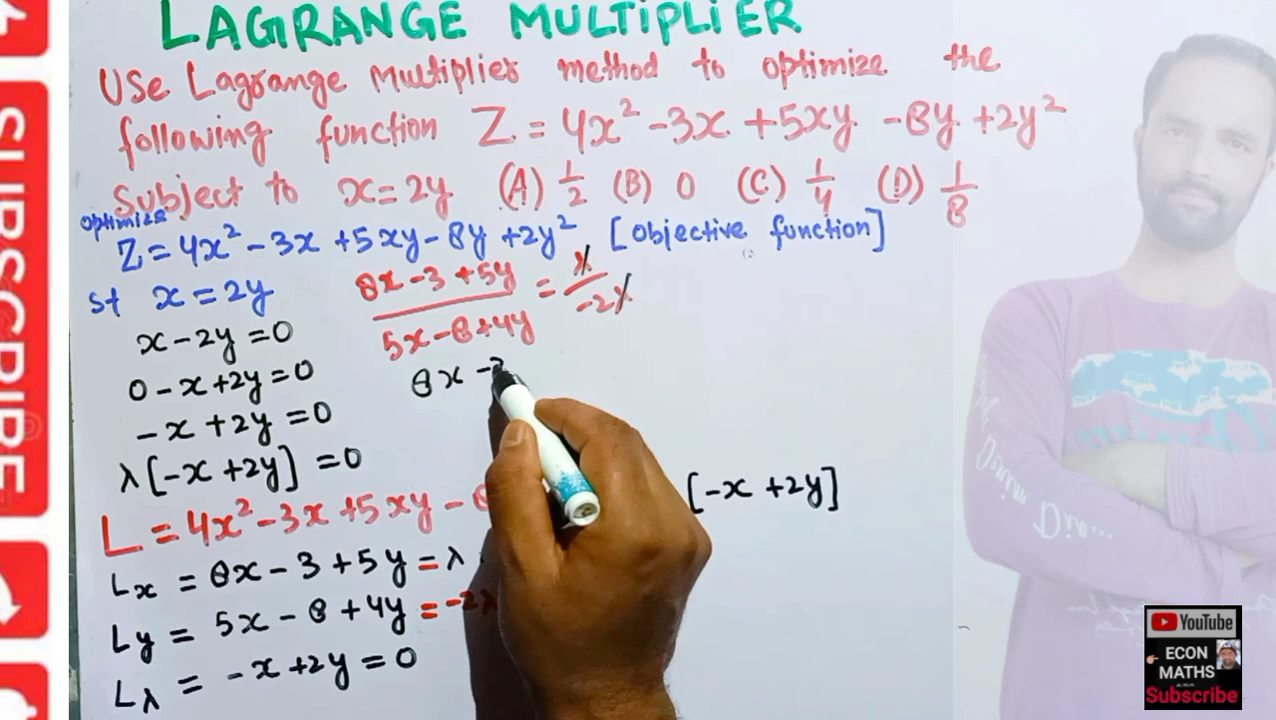 LAGRANGE MULTIPLIER
Use Lagrange Multiplier method to optimize the
following function Z = 4x² - 3x + 5xy - 8y + 2y²
Subject to x = 2y (A) 1/2 (B) 0 (C) 1/4 (D) 1/8
optimize
Z = 4x² - 3x + 5xy - 8y + 2y² [objective function]
st x = 2y
x - 2y = 0
0 - x + 2y = 0
-x + 2y = 0
λ[-x + 2y] = 0
L = 4x² - 3x + 5xy - 8
[-x + 2y]
Lx = 8x - 3 + 5y = λ
Ly = 5x - 8 + 4y = -2λ
Lλ = -x + 2y = 0
8x - 3 + 5y / 5x - 8 + 4y = λ / -2λ
8x - 3
SUBSCRIBE
YouTube
ECON
MATHS
Subscribe